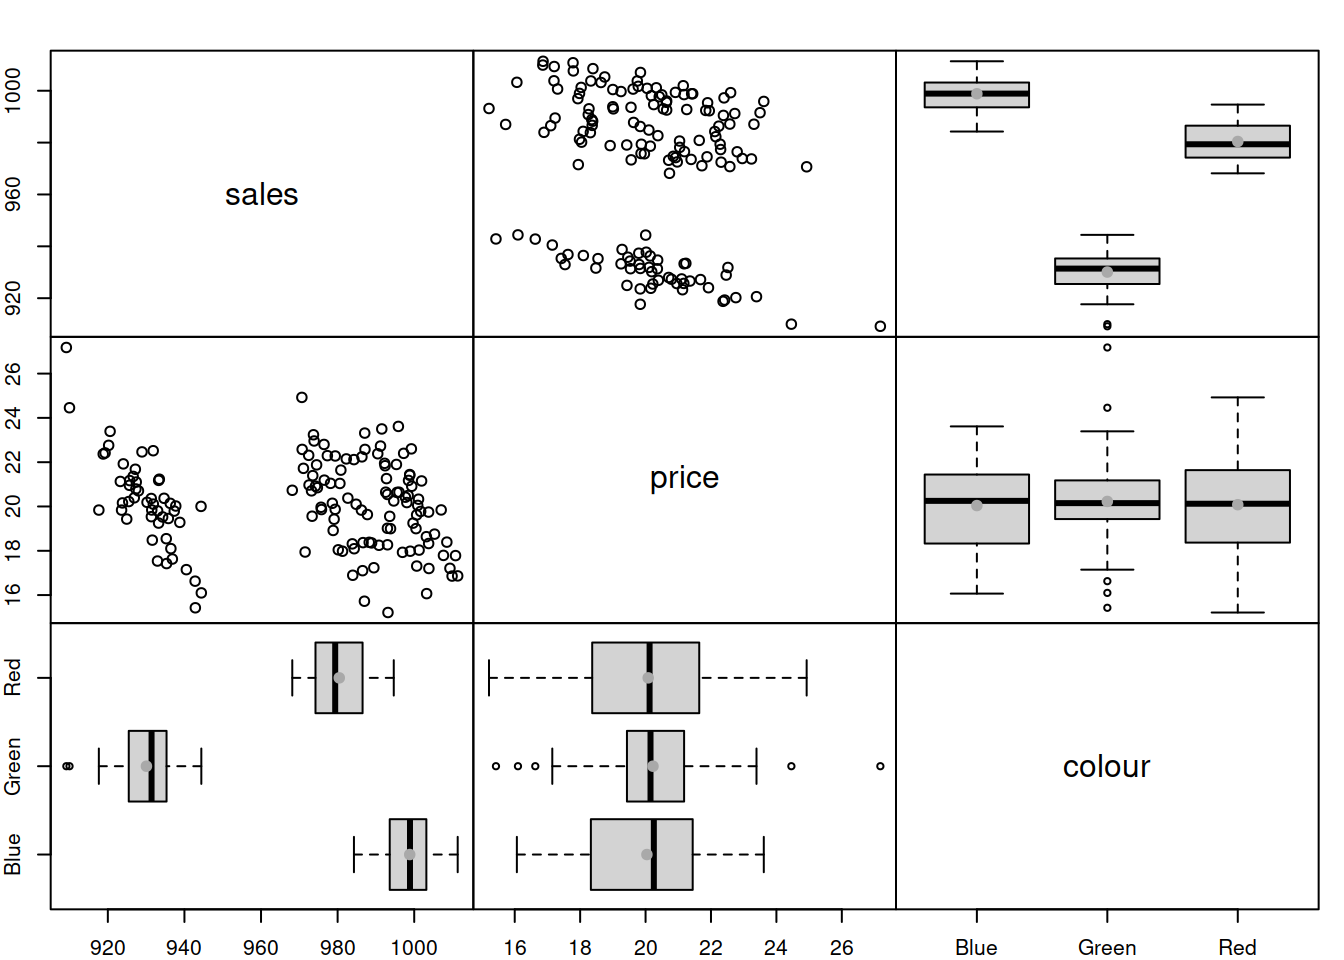 1000
960
920
sales
26
24
22
20
18
16
price
Red
Green
Blue
colour
920 940 960 980 1000 16 18 20 22 24 26 Blue Green Red